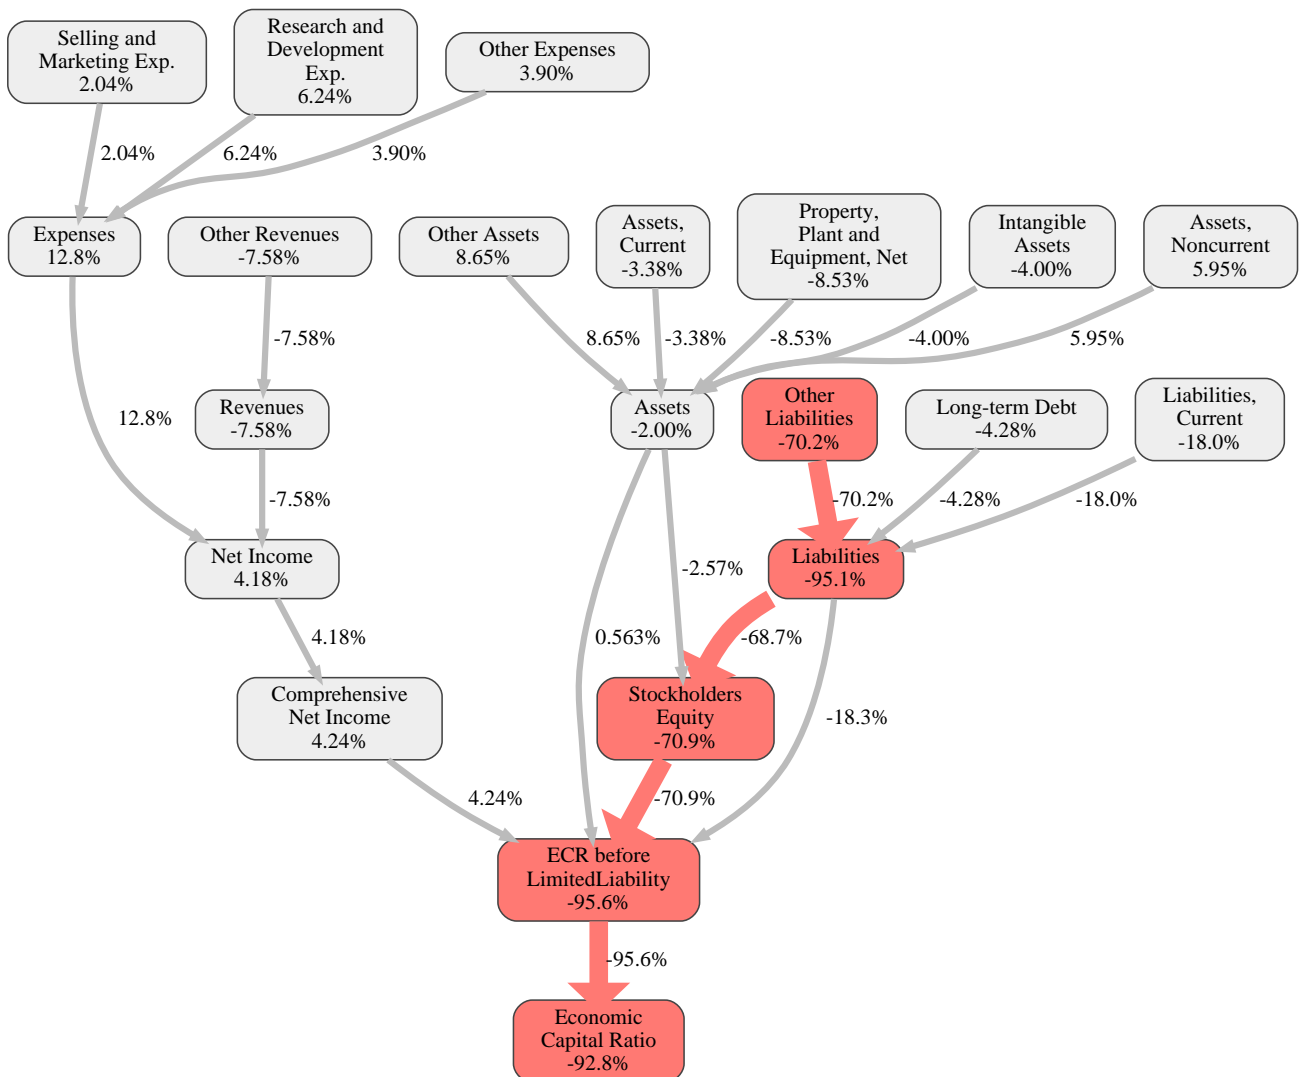 Selling and
Marketing Exp.
2.04%
Research and
Development
Exp.
6.24%
Other Expenses
3.90%
2.04%
6.24%
3.90%
Expenses
12.8%
Other Revenues
-7.58%
Other Assets
8.65%
Assets,
Current
-3.38%
Property,
Plant and
Equipment, Net
-8.53%
Intangible
Assets
-4.00%
Assets,
Noncurrent
5.95%
-7.58%
8.65%
-3.38%
-8.53%
-4.00%
5.95%
12.8%
Revenues
-7.58%
Assets
-2.00%
Other
Liabilities
-70.2%
Long-term Debt
-4.28%
Liabilities,
Current
-18.0%
-7.58%
-70.2%
-4.28%
-18.0%
Net Income
4.18%
-2.57%
Liabilities
-95.1%
4.18%
0.563%
-68.7%
Comprehensive
Net Income
4.24%
Stockholders
Equity
-70.9%
-18.3%
4.24%
-70.9%
ECR before
LimitedLiability
-95.6%
-95.6%
Economic
Capital Ratio
-92.8%